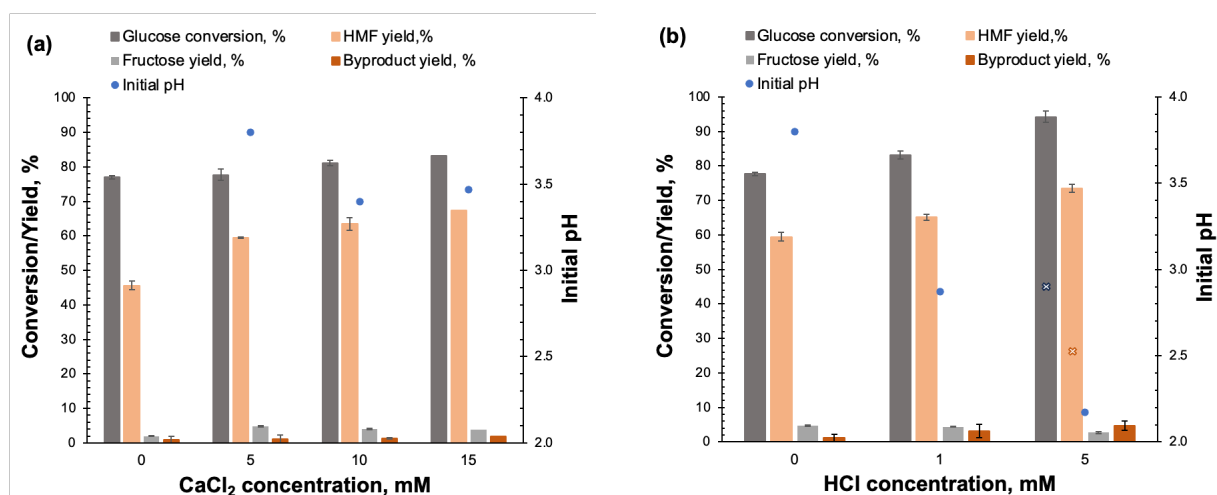 (a)
Glucose conversion, %
HMF yield,%
Fructose yield, %
Byproduct yield, %
Initial pH
100
90
80
70
60
50
40
30
20
10
0
Conversion/Yield, %
4.0
3.5
3.0
2.5
2.0
Initial pH
0
5
10
15
CaCl₂ concentration, mM
(b)
Glucose conversion, %
HMF yield,%
Fructose yield, %
Byproduct yield, %
Initial pH
100
90
80
70
60
50
40
30
20
10
0
Conversion/Yield, %
4.0
3.5
3.0
2.5
2.0
Initial pH
0
1
5
HCl concentration, mM